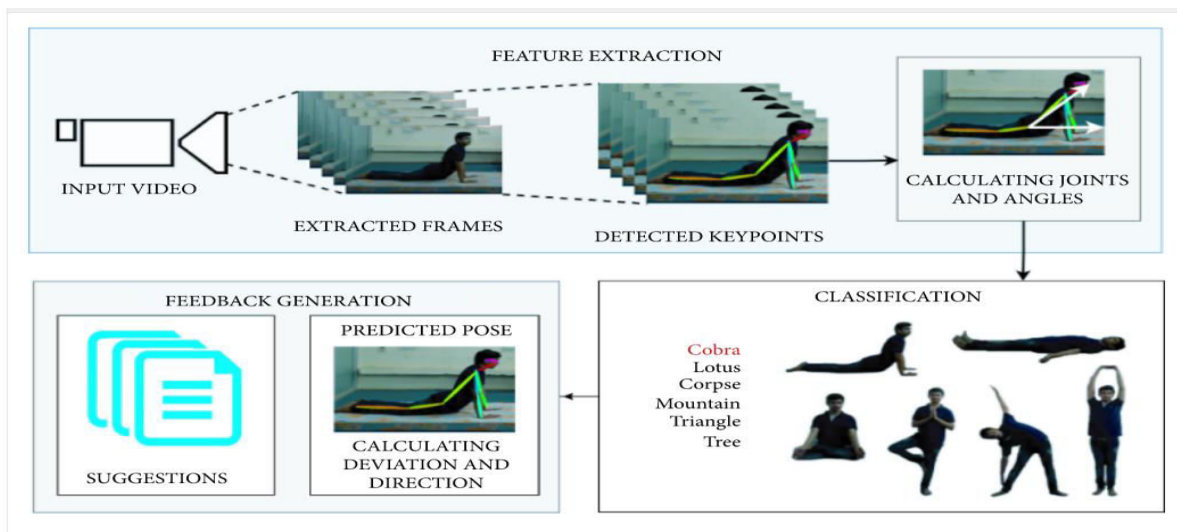 FEATURE EXTRACTION
INPUT VIDEO
EXTRACTED FRAMES
DETECTED KEYPOINTS
CALCULATING JOINTS
AND ANGLES
CLASSIFICATION
Cobra
Lotus
Corpse
Mountain
Triangle
Tree
FEEDBACK GENERATION
SUGGESTIONS
PREDICTED POSE
CALCULATING
DEVIATION AND
DIRECTION